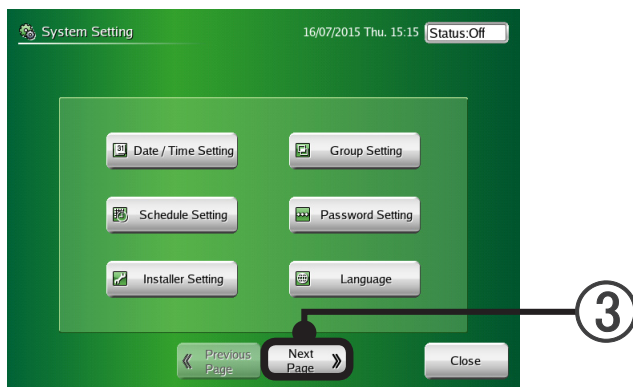 System Setting
16/07/2015 Thu. 15:15
Status:Off
Date / Time Setting
Group Setting
Schedule Setting
Password Setting
Installer Setting
Language
Previous
Page
Next
Page
Close
3